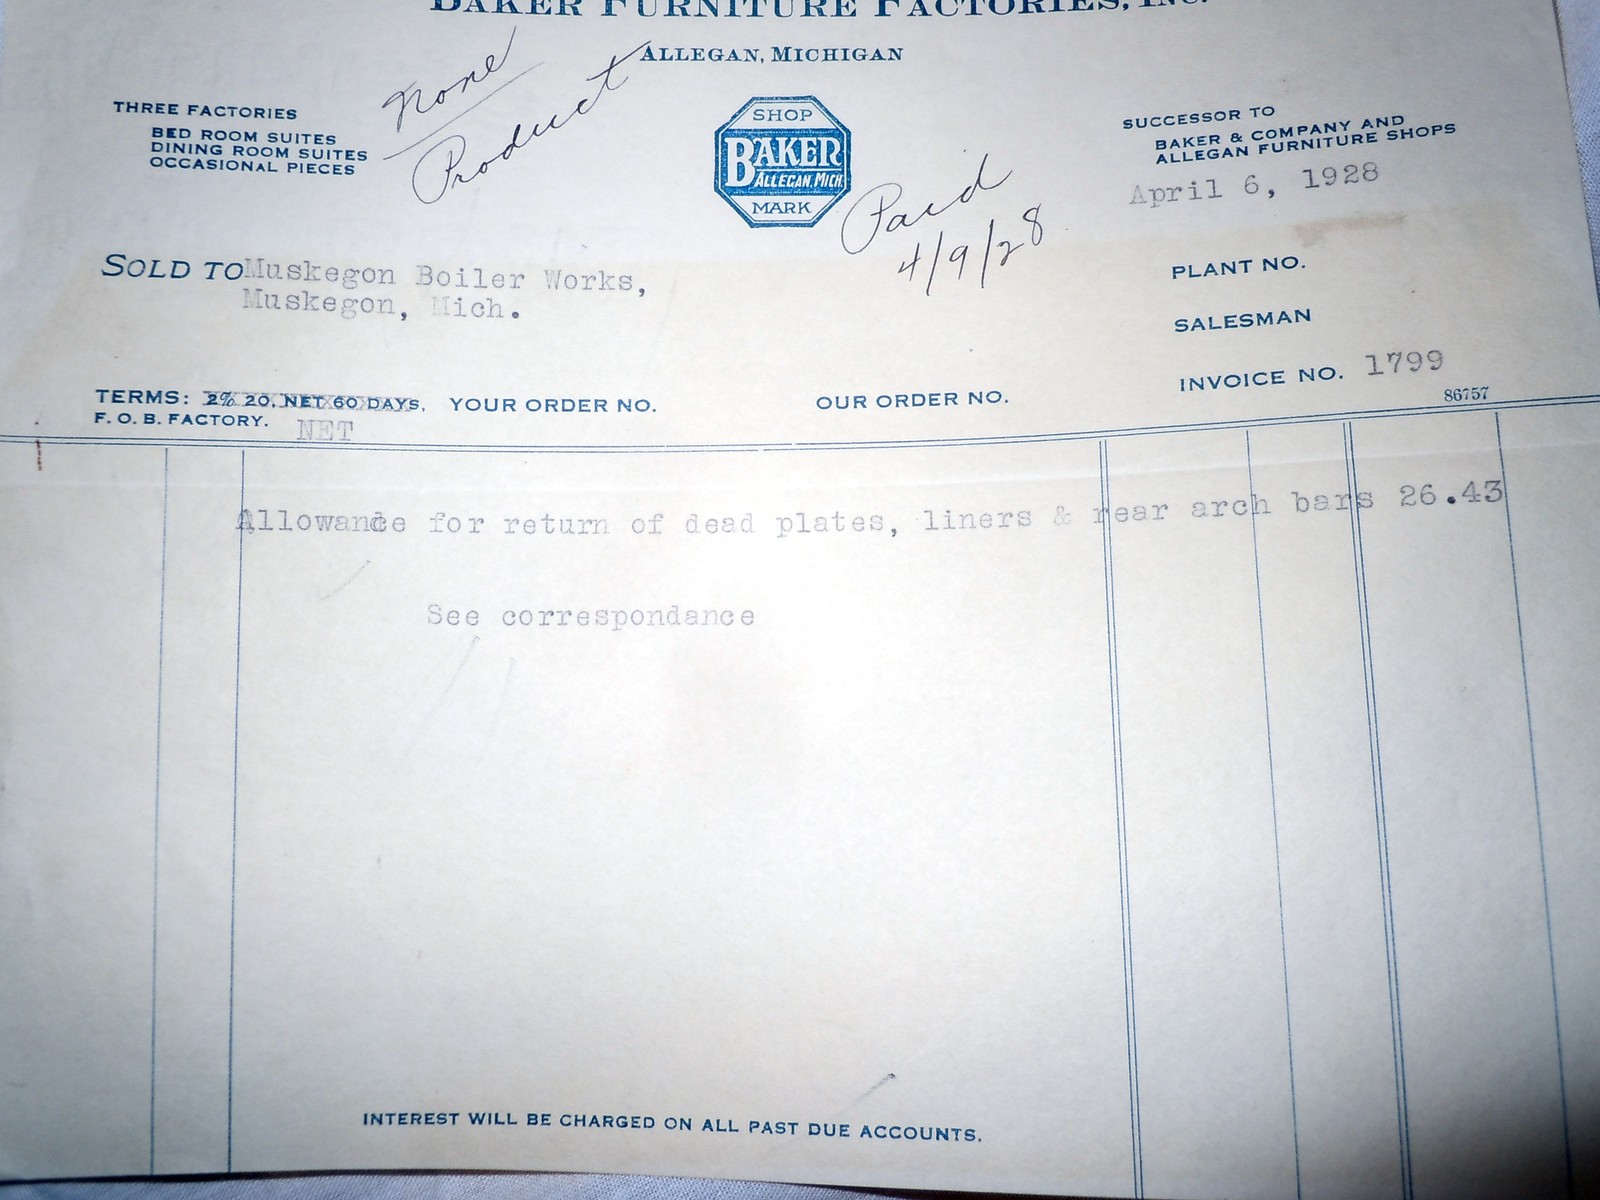 BAKER FURNITURE FACTORIES, INC.
ALLEGAN, MICHIGAN
None
Product
THREE FACTORIES
BED ROOM SUITES
DINING ROOM SUITES
OCCASIONAL PIECES
SHOP
BAKER
ALLEGAN, MICH.
MARK
Paid
4/9/28
SUCCESSOR TO
BAKER & COMPANY AND
ALLEGAN FURNITURE SHOPS
April 6, 1928
SOLD TO Muskegon Boiler Works,
Muskegon, Mich.
PLANT NO.
SALESMAN
INVOICE NO. 1799
86757
TERMS: 2% 20, NET 60 DAYS, YOUR ORDER NO. OUR ORDER NO.
F. O. B. FACTORY. NET
Allowance for return of dead plates, liners & rear arch bars 26.43
See correspondance
INTEREST WILL BE CHARGED ON ALL PAST DUE ACCOUNTS.